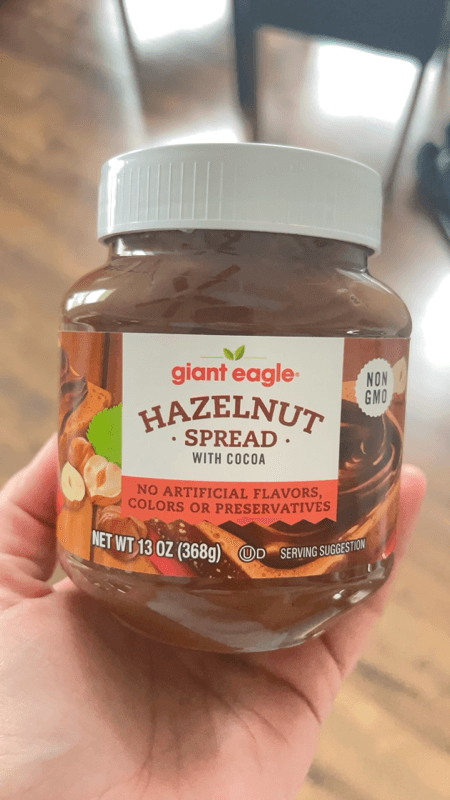 giant eagle®
NON
GMO
HAZELNUT
· SPREAD ·
WITH COCOA
NO ARTIFICIAL FLAVORS,
COLORS OR PRESERVATIVES
NET WT 13 OZ (368g) Ⓤ D SERVING SUGGESTION